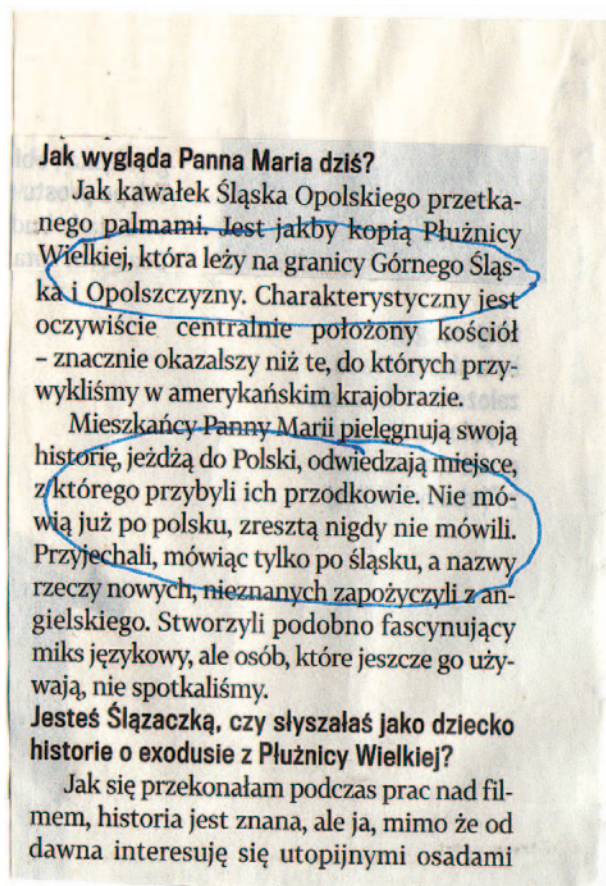 Jak wygląda Panna Maria dziś?
Jak kawałek Śląska Opolskiego przetka-
nego palmami. Jest jakby kopią Płużnicy
Wielkiej, która leży na granicy Górnego Śląs-
ka i Opolszczyzny. Charakterystyczny jest
oczywiście centralnie położony kościół
– znacznie okazalszy niż te, do których przy-
wykliśmy w amerykańskim krajobrazie.
Mieszkańcy Panny Marii pielęgnują swoją
historię, jeżdżą do Polski, odwiedzają miejsce,
z którego przybyli ich przodkowie. Nie mó-
wią już po polsku, zresztą nigdy nie mówili.
Przyjechali, mówiąc tylko po śląsku, a nazwy
rzeczy nowych, nieznanych zapożyczyli z an-
gielskiego. Stworzyli podobno fascynujący
miks językowy, ale osób, które jeszcze go uży-
wają, nie spotkaliśmy.
Jesteś Ślązaczką, czy słyszałaś jako dziecko
historie o exodusie z Płużnicy Wielkiej?
Jak się przekonałam podczas prac nad fil-
mem, historia jest znana, ale ja, mimo że od
dawna interesuję się utopijnymi osadami